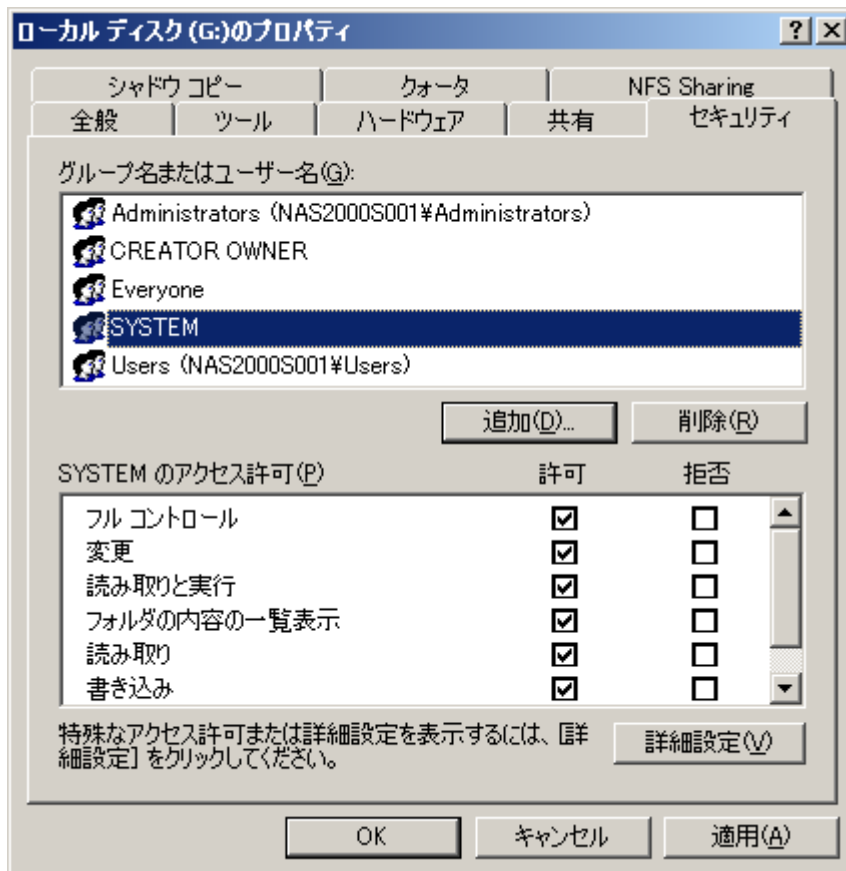 ローカル ディスク (G:)のプロパティ
シャドウ コピー クォータ NFS Sharing
全般 ツール ハードウェア 共有 セキュリティ
グループ名またはユーザー名(G):
Administrators (NAS2000S001¥Administrators)
CREATOR OWNER
Everyone
SYSTEM
Users (NAS2000S001¥Users)
追加(D)... 削除(R)
SYSTEM のアクセス許可(P) 許可 拒否
フル コントロール
変更
読み取りと実行
フォルダの内容の一覧表示
読み取り
書き込み
特殊なアクセス許可または詳細設定を表示するには、[詳
細設定] をクリックしてください。
詳細設定(V)
OK キャンセル 適用(A)